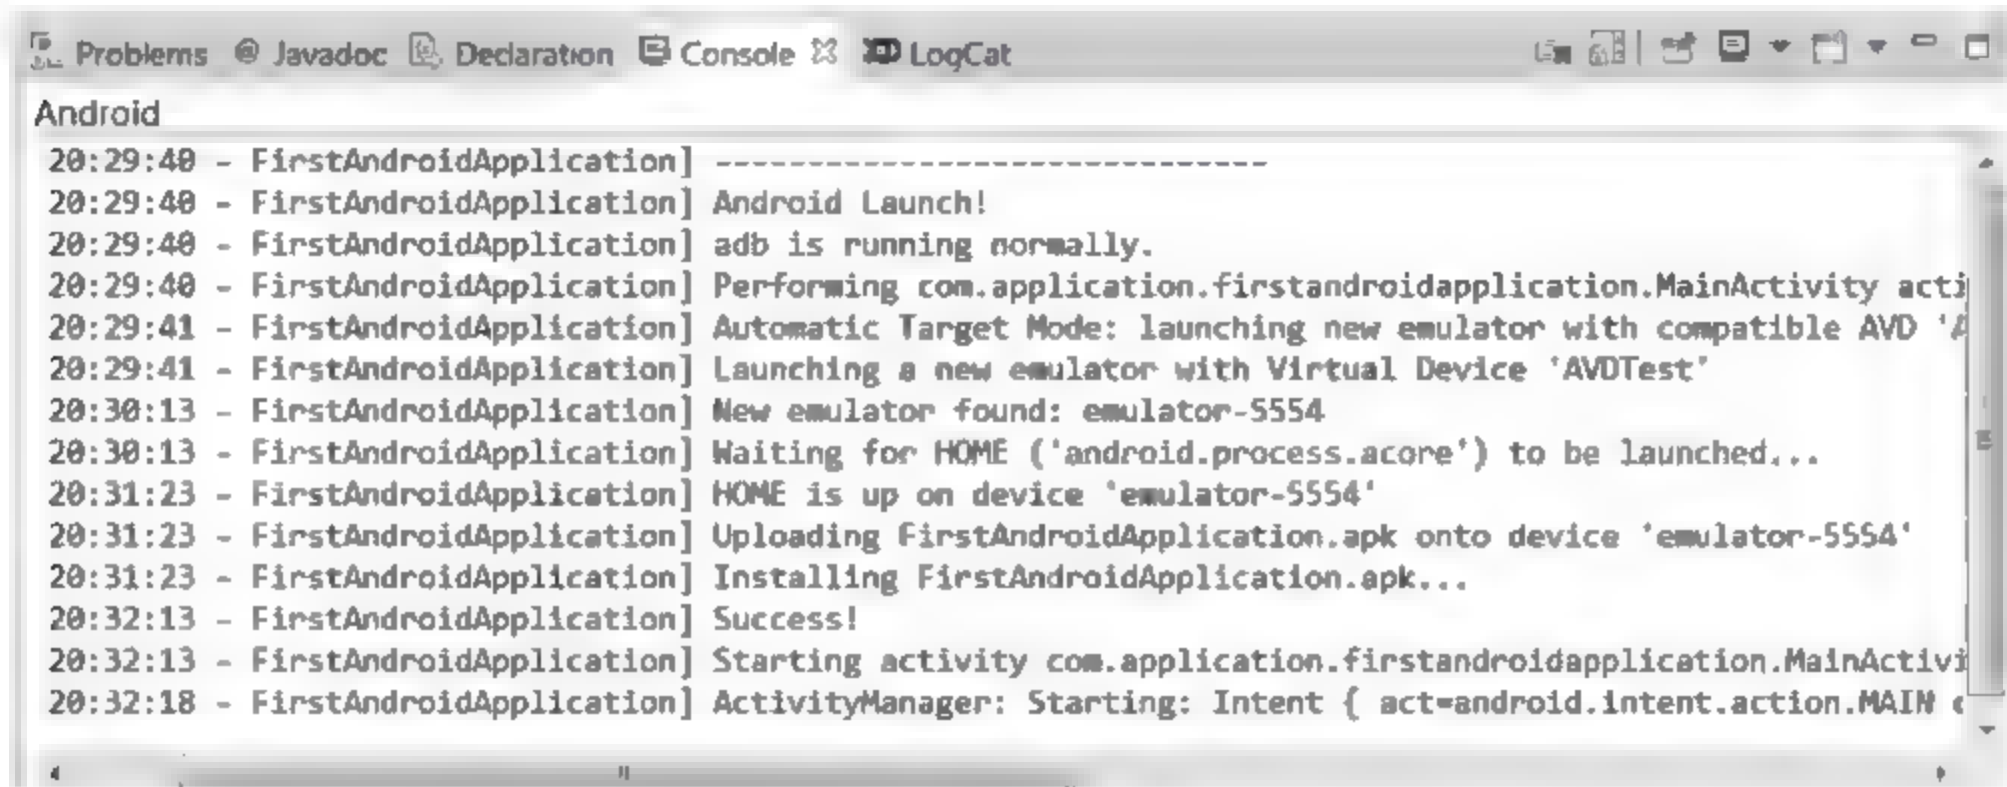 Problems @ Javadoc Declaration Console LogCat
Android
20:29:40 - FirstAndroidApplication] ------------------------------
20:29:40 - FirstAndroidApplication] Android Launch!
20:29:40 - FirstAndroidApplication] adb is running normally.
20:29:40 - FirstAndroidApplication] Performing com.application.firstandroidapplication.MainActivity acti
20:29:41 - FirstAndroidApplication] Automatic Target Mode: launching new emulator with compatible AVD 'A
20:29:41 - FirstAndroidApplication] Launching a new emulator with Virtual Device 'AVDTest'
20:30:13 - FirstAndroidApplication] New emulator found: emulator-5554
20:30:13 - FirstAndroidApplication] Waiting for HOME ('android.process.acore') to be launched...
20:31:23 - FirstAndroidApplication] HOME is up on device 'emulator-5554'
20:31:23 - FirstAndroidApplication] Uploading FirstAndroidApplication.apk onto device 'emulator-5554'
20:31:23 - FirstAndroidApplication] Installing FirstAndroidApplication.apk...
20:32:13 - FirstAndroidApplication] Success!
20:32:13 - FirstAndroidApplication] Starting activity com.application.firstandroidapplication.MainActivi
20:32:18 - FirstAndroidApplication] ActivityManager: Starting: Intent { act=android.intent.action.MAIN c